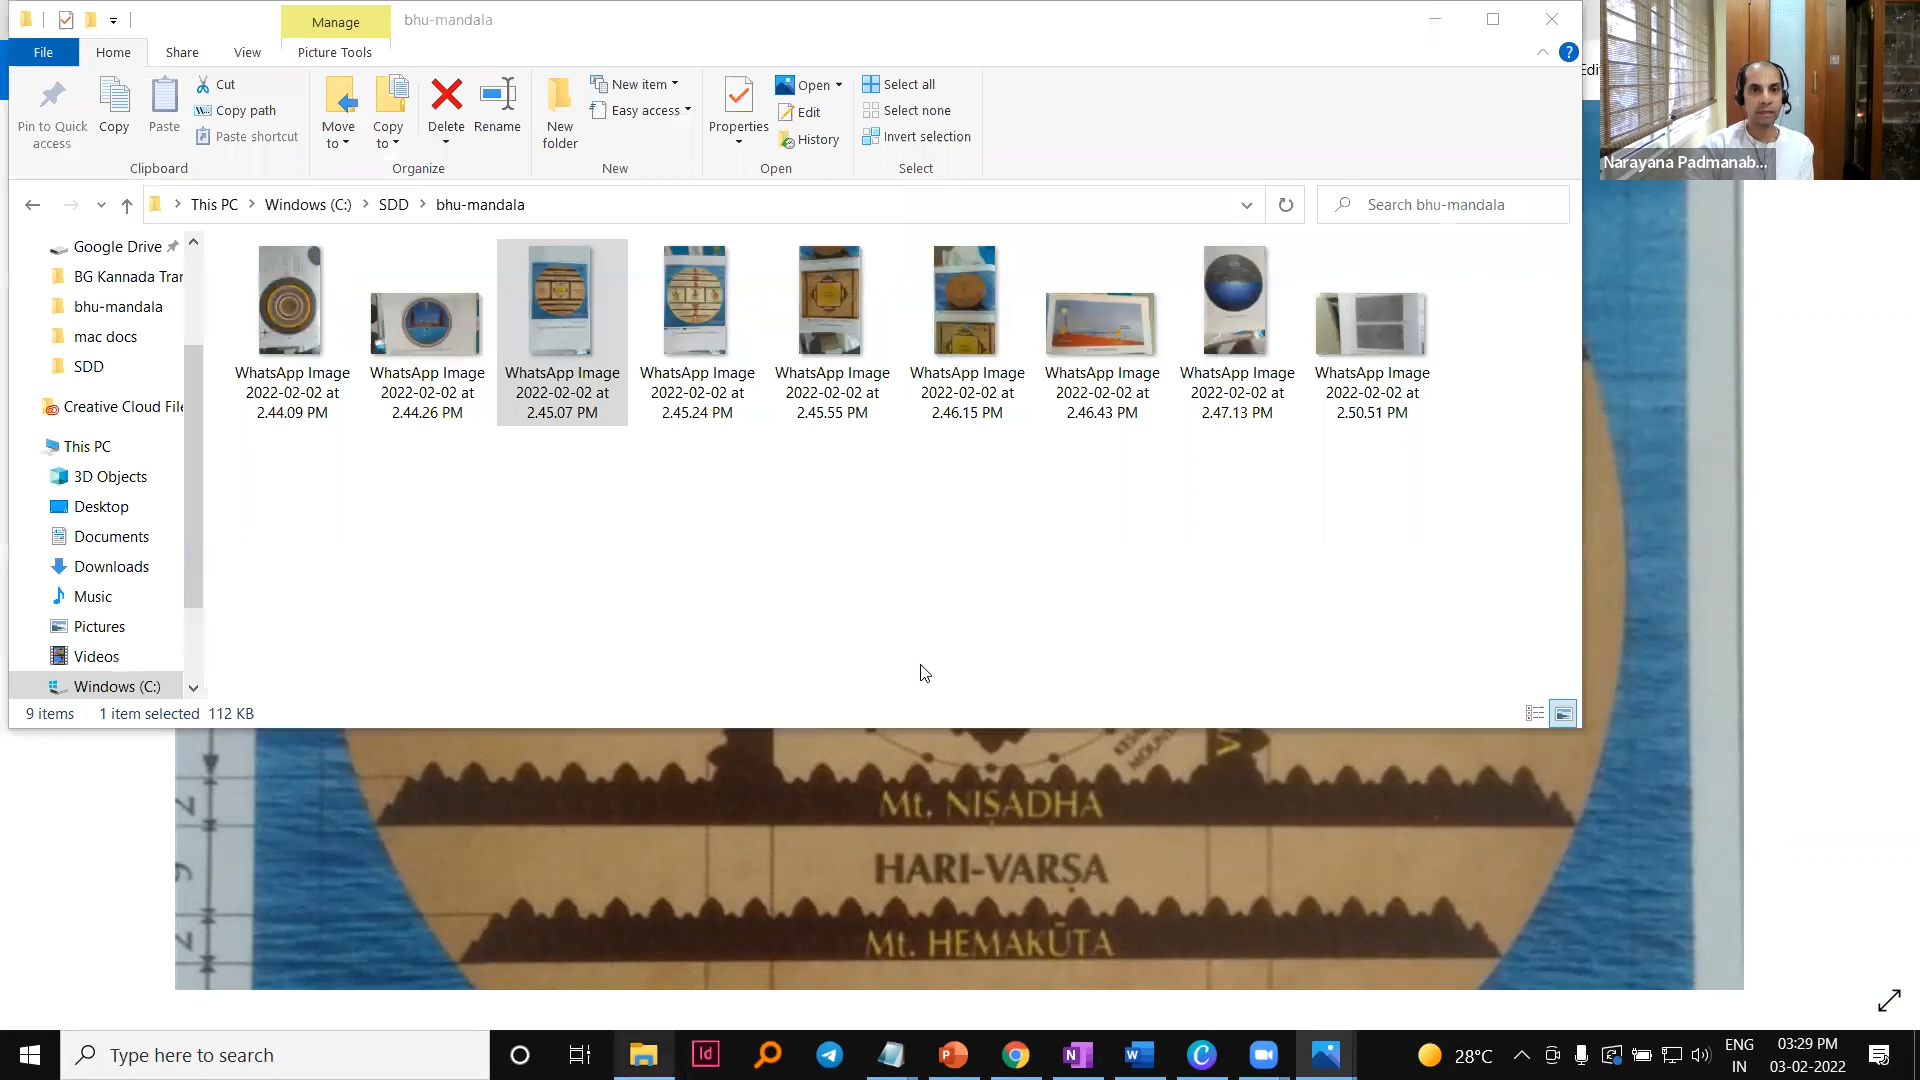 Manage
bhu-mandala
File
Home
Share
View
Picture Tools
Edi
Pin to Quick access
Copy
Paste
Cut
Copy path
Paste shortcut
Clipboard
Move to
Copy to
Delete
Rename
Organize
New folder
New item
Easy access
New
Properties
Open
Edit
History
Open
Select all
Select none
Invert selection
Select
Narayana Padmanab...
This PC
Windows (C:)
SDD
bhu-mandala
Search bhu-mandala
Google Drive
BG Kannada Trar
bhu-mandala
mac docs
SDD
Creative Cloud File
This PC
3D Objects
Desktop
Documents
Downloads
Music
Pictures
Videos
Windows (C:)
WhatsApp Image 2022-02-02 at 2.44.09 PM
WhatsApp Image 2022-02-02 at 2.44.26 PM
WhatsApp Image 2022-02-02 at 2.45.07 PM
WhatsApp Image 2022-02-02 at 2.45.24 PM
WhatsApp Image 2022-02-02 at 2.45.55 PM
WhatsApp Image 2022-02-02 at 2.46.15 PM
WhatsApp Image 2022-02-02 at 2.46.43 PM
WhatsApp Image 2022-02-02 at 2.47.13 PM
WhatsApp Image 2022-02-02 at 2.50.51 PM
9 items
1 item selected 112 KB
Mt. NIṢADHA
HARI-VARṢA
Mt. HEMAKŪTA
Type here to search
28°C
ENG
IN
03:29 PM
03-02-2022